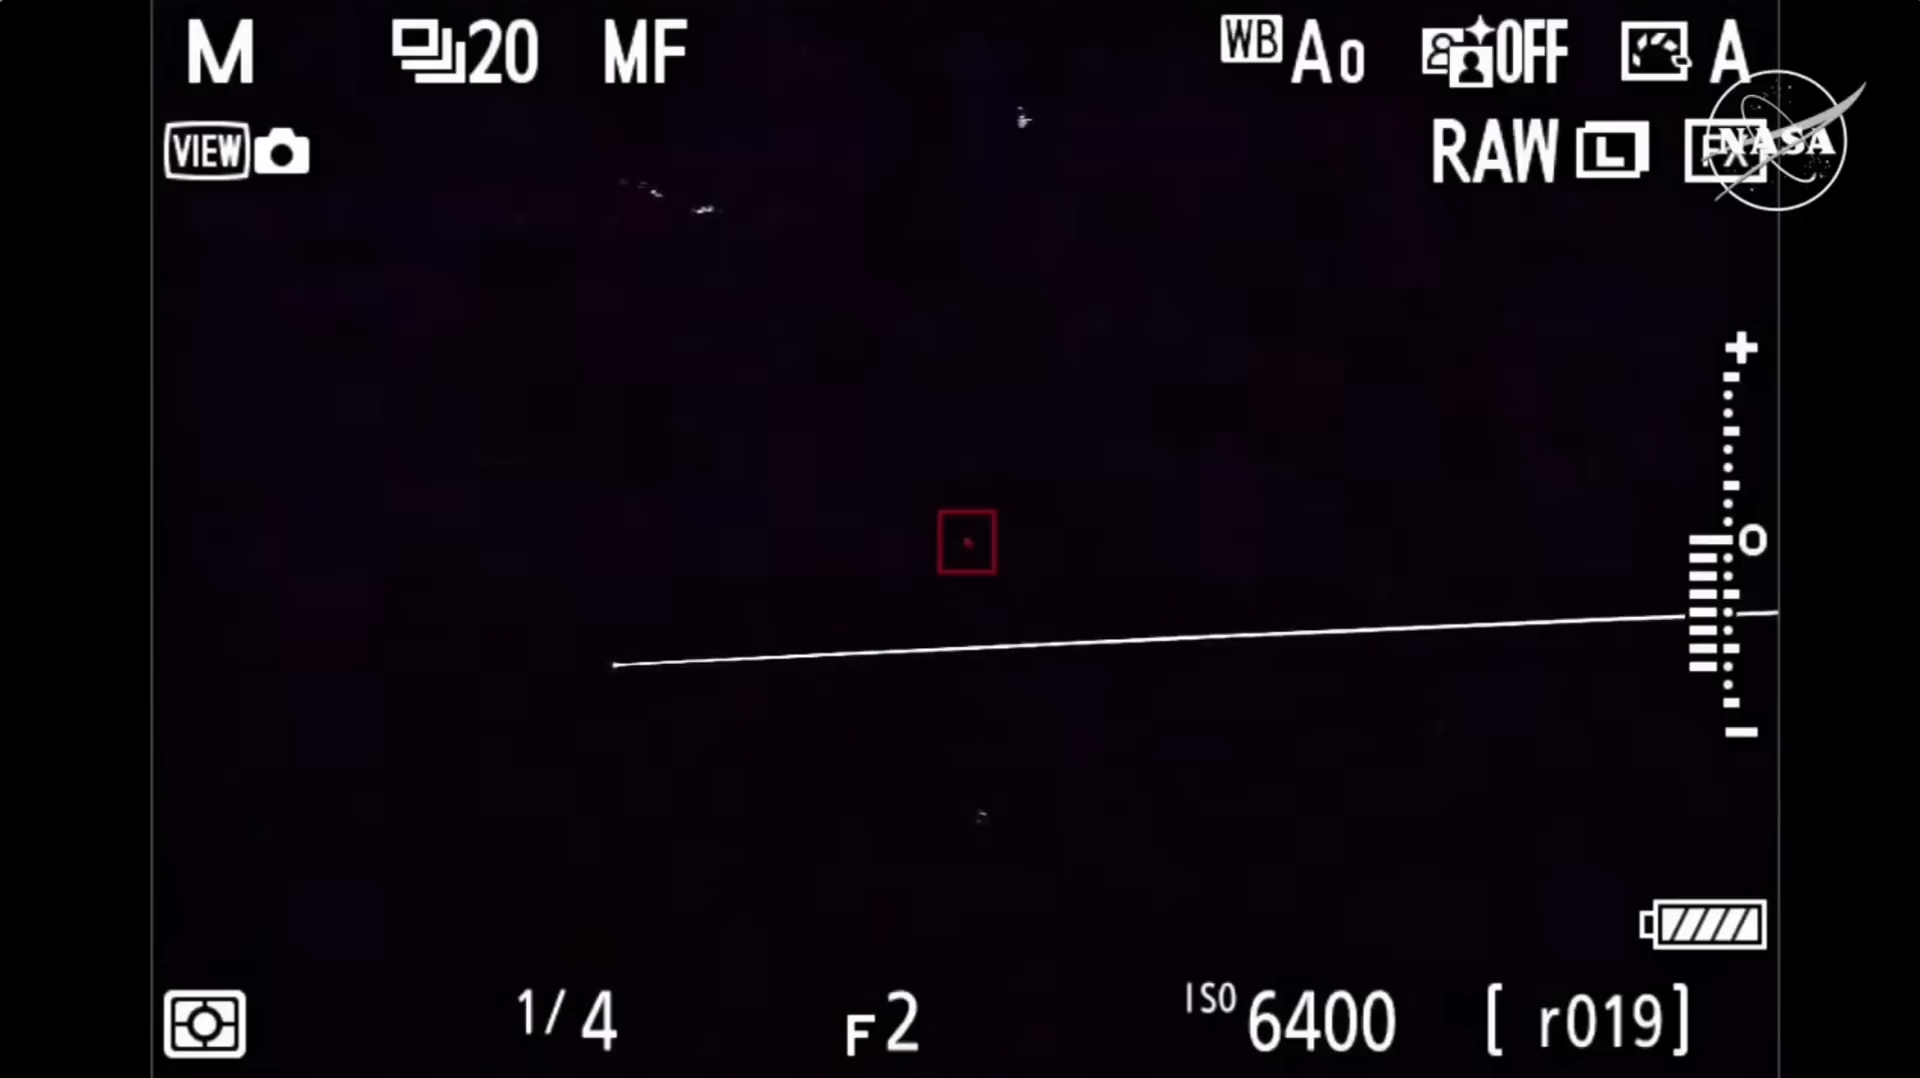 M 20 MF WB A0 OFF A
VIEW RAW L FX NASA
+
0
-
1/4 F2 ISO 6400 [ r019]